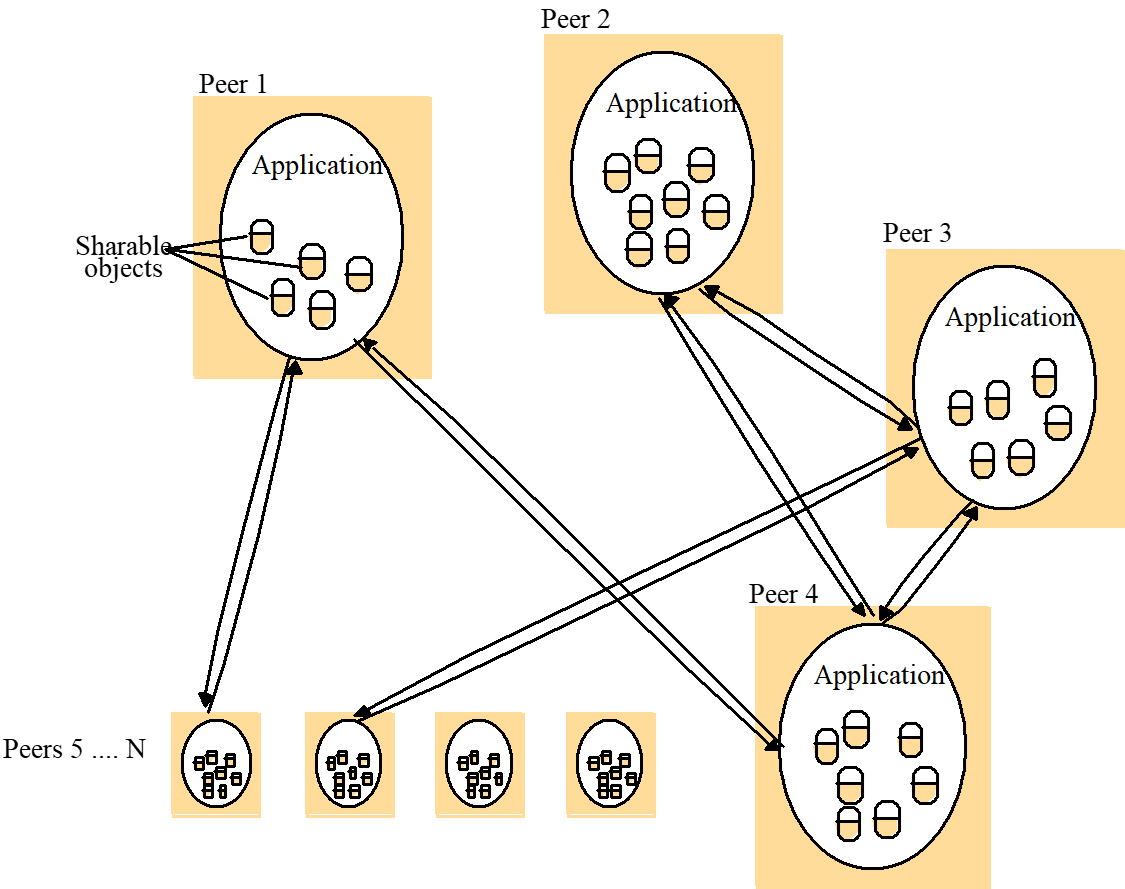 Peer 2
Peer 1
Application
Application
Peer 3
Sharable
objects
Application
Peer 4
Application
Peers 5 .... N